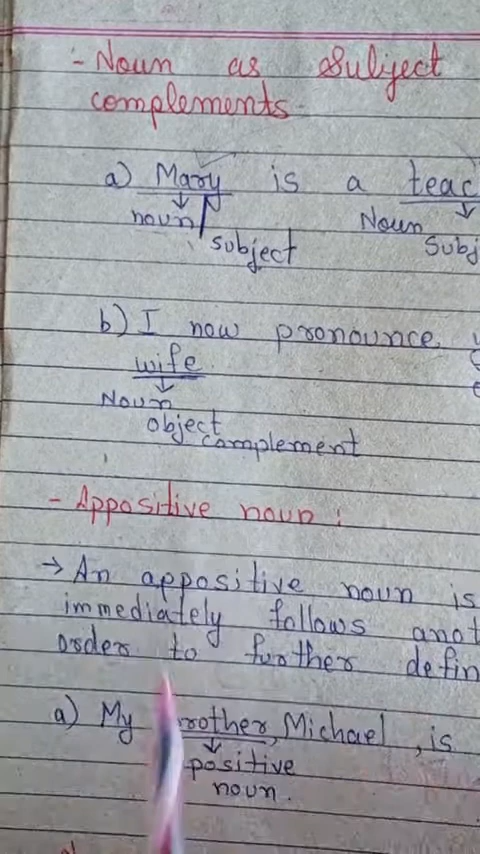 - Noun as Subject
complements
a) Mary is a teac
noun Noun
subject Subj
b) I now pronounce
wife
Noun
object
complement
- Appositive noun :
→ An appositive noun is
immediately follows anot
order to further defin
a) My rother, Michael, is
positive
noun.